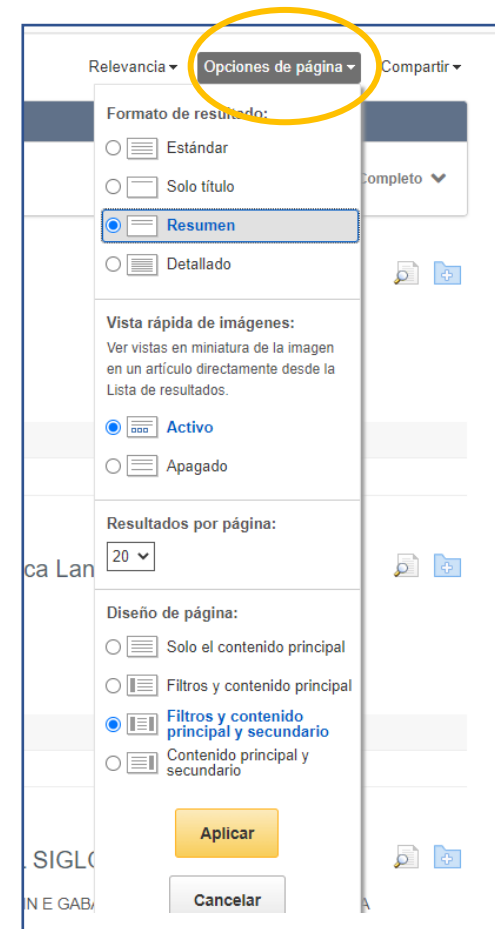 Relevancia Opciones de página Compartir
Formato de resultado:
Estándar
Solo título
Completo
Resumen
Detallado
Vista rápida de imágenes:
Ver vistas en miniatura de la imagen
en un artículo directamente desde la
Lista de resultados.
Activo
Apagado
Resultados por página:
20
ca Lan
Diseño de página:
Solo el contenido principal
Filtros y contenido principal
Filtros y contenido
principal y secundario
Contenido principal y
secundario
Aplicar
. SIGLO
IN E GABA
Cancelar
A